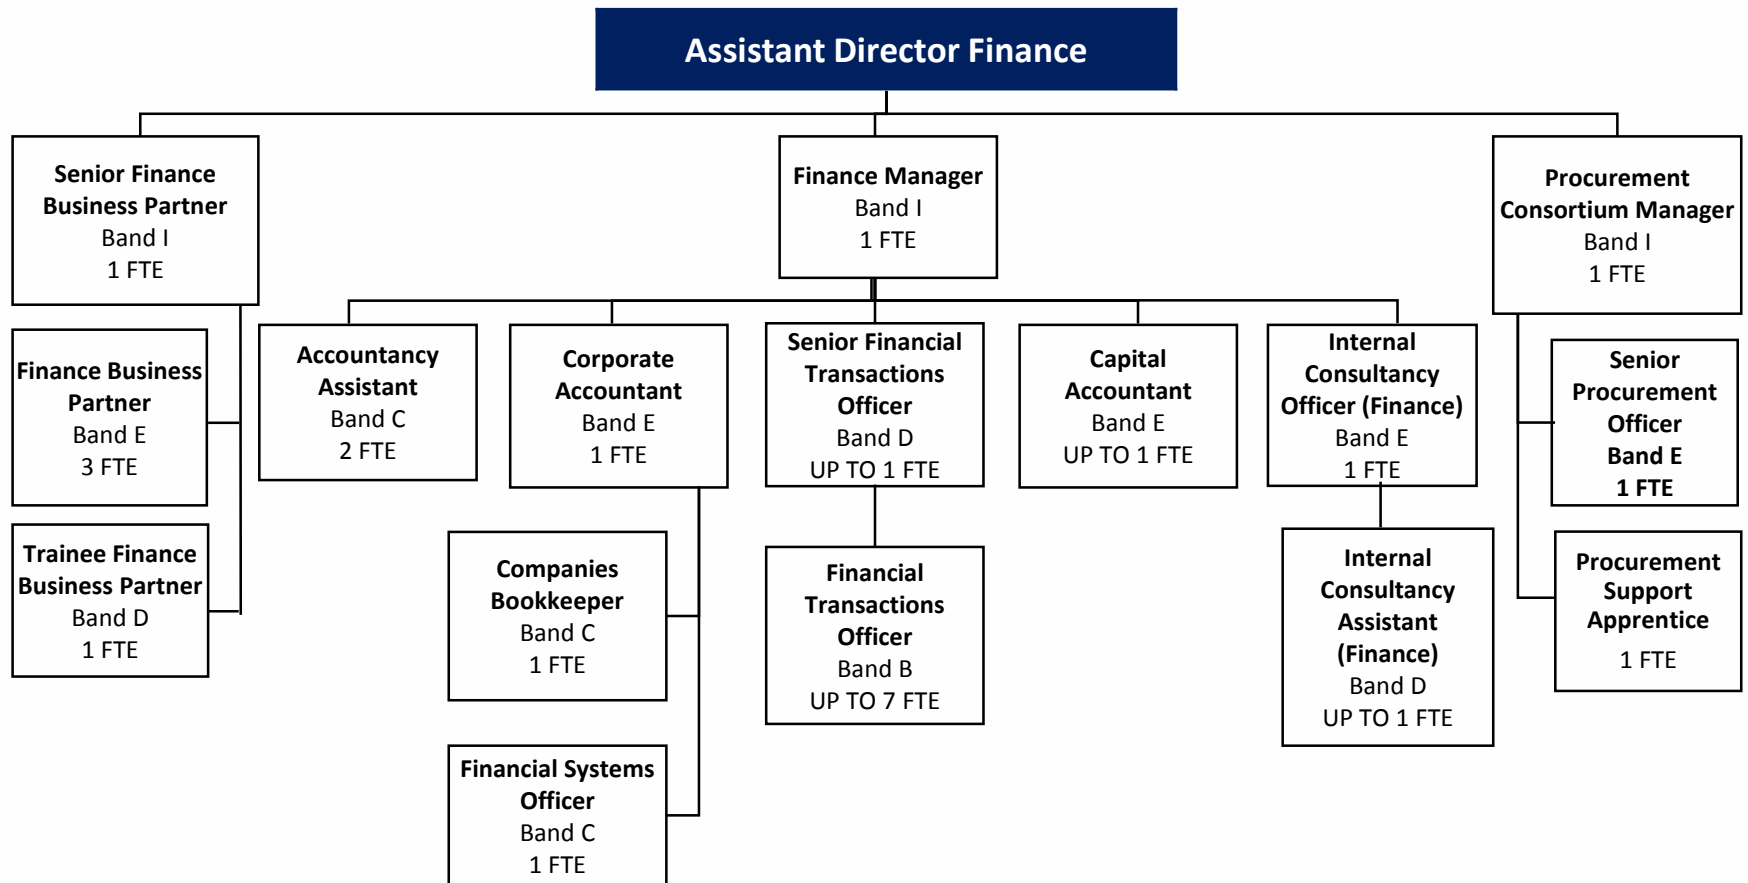 Assistant Director Finance
Senior Finance
Business Partner
Band I
1 FTE
Finance Manager
Band I
1 FTE
Procurement
Consortium Manager
Band I
1 FTE
Finance Business
Partner
Band E
3 FTE
Accountancy
Assistant
Band C
2 FTE
Corporate
Accountant
Band E
1 FTE
Senior Financial
Transactions
Officer
Band D
UP TO 1 FTE
Capital
Accountant
Band E
UP TO 1 FTE
Internal
Consultancy
Officer (Finance)
Band E
1 FTE
Senior
Procurement
Officer
Band E
1 FTE
Trainee Finance
Business Partner
Band D
1 FTE
Companies
Bookkeeper
Band C
1 FTE
Financial
Transactions
Officer
Band B
UP TO 7 FTE
Internal
Consultancy
Assistant
(Finance)
Band D
UP TO 1 FTE
Procurement
Support
Apprentice
1 FTE
Financial Systems
Officer
Band C
1 FTE